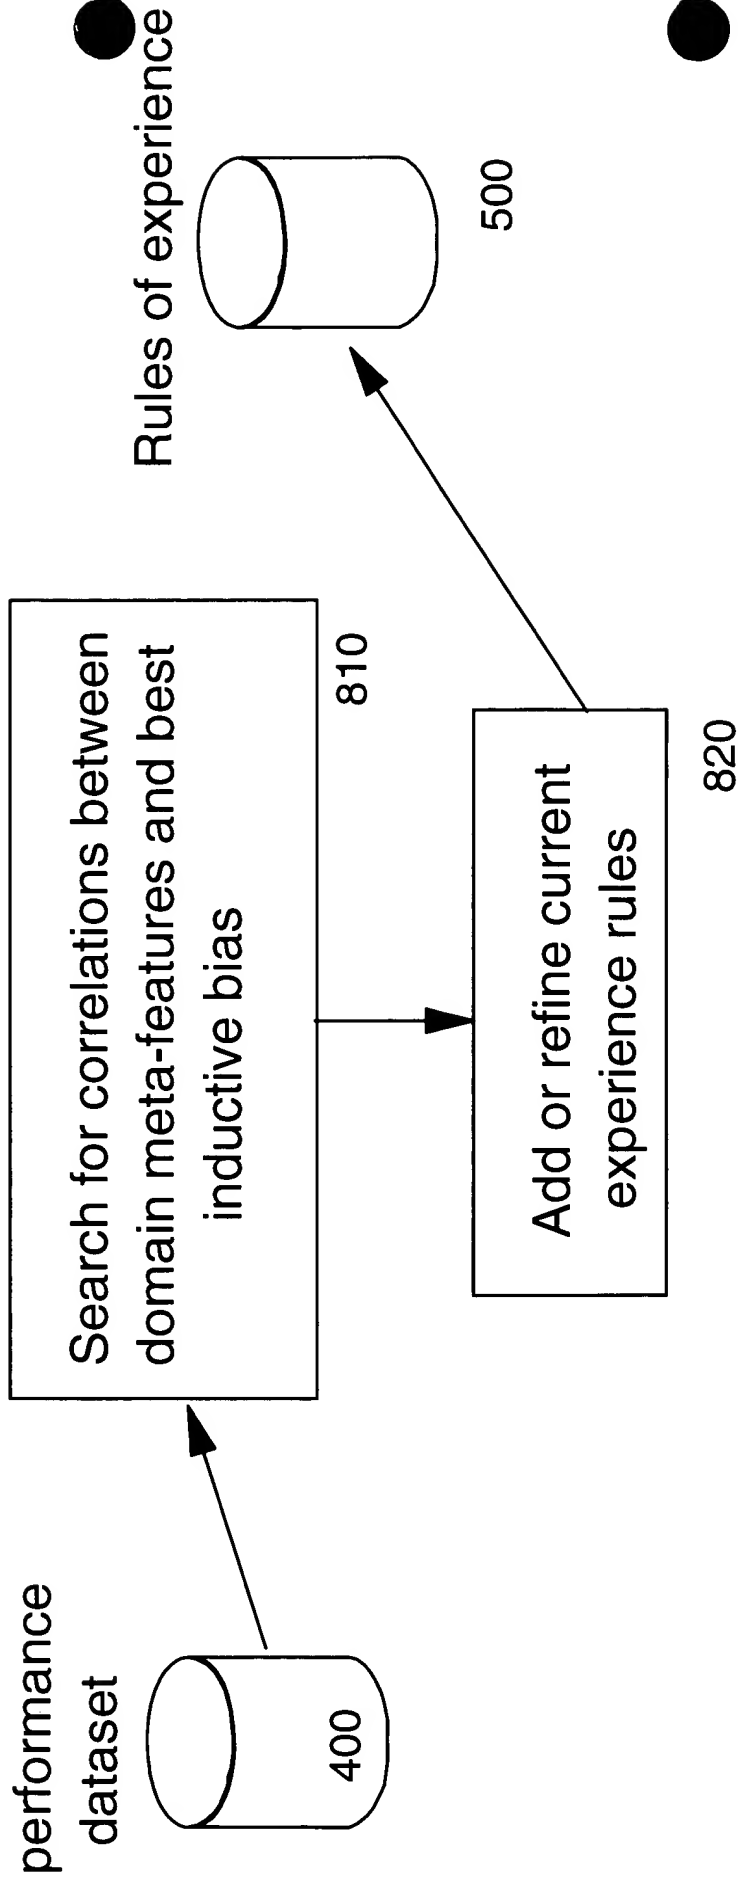 performance
dataset
400
Search for correlations between
domain meta-features and best
inductive bias
810
Add or refine current
experience rules
820
Rules of experience
500